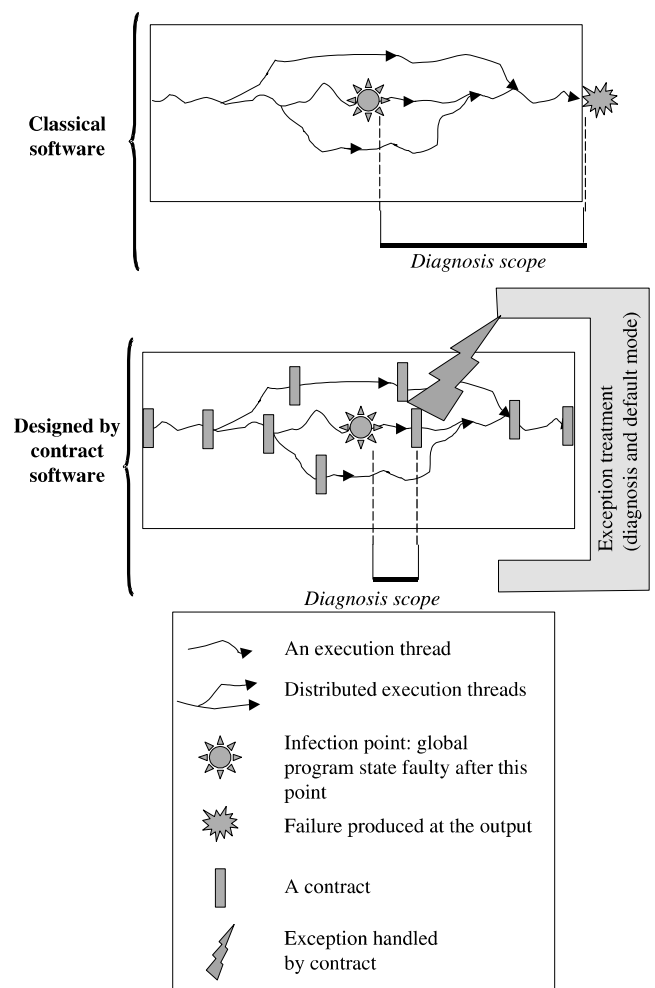 Classical
software
Diagnosis scope
Designed by
contract
software
Exception treatment
(diagnosis and default mode)
Diagnosis scope
An execution thread
Distributed execution threads
Infection point: global
program state faulty after this
point
Failure produced at the output
A contract
Exception handled
by contract